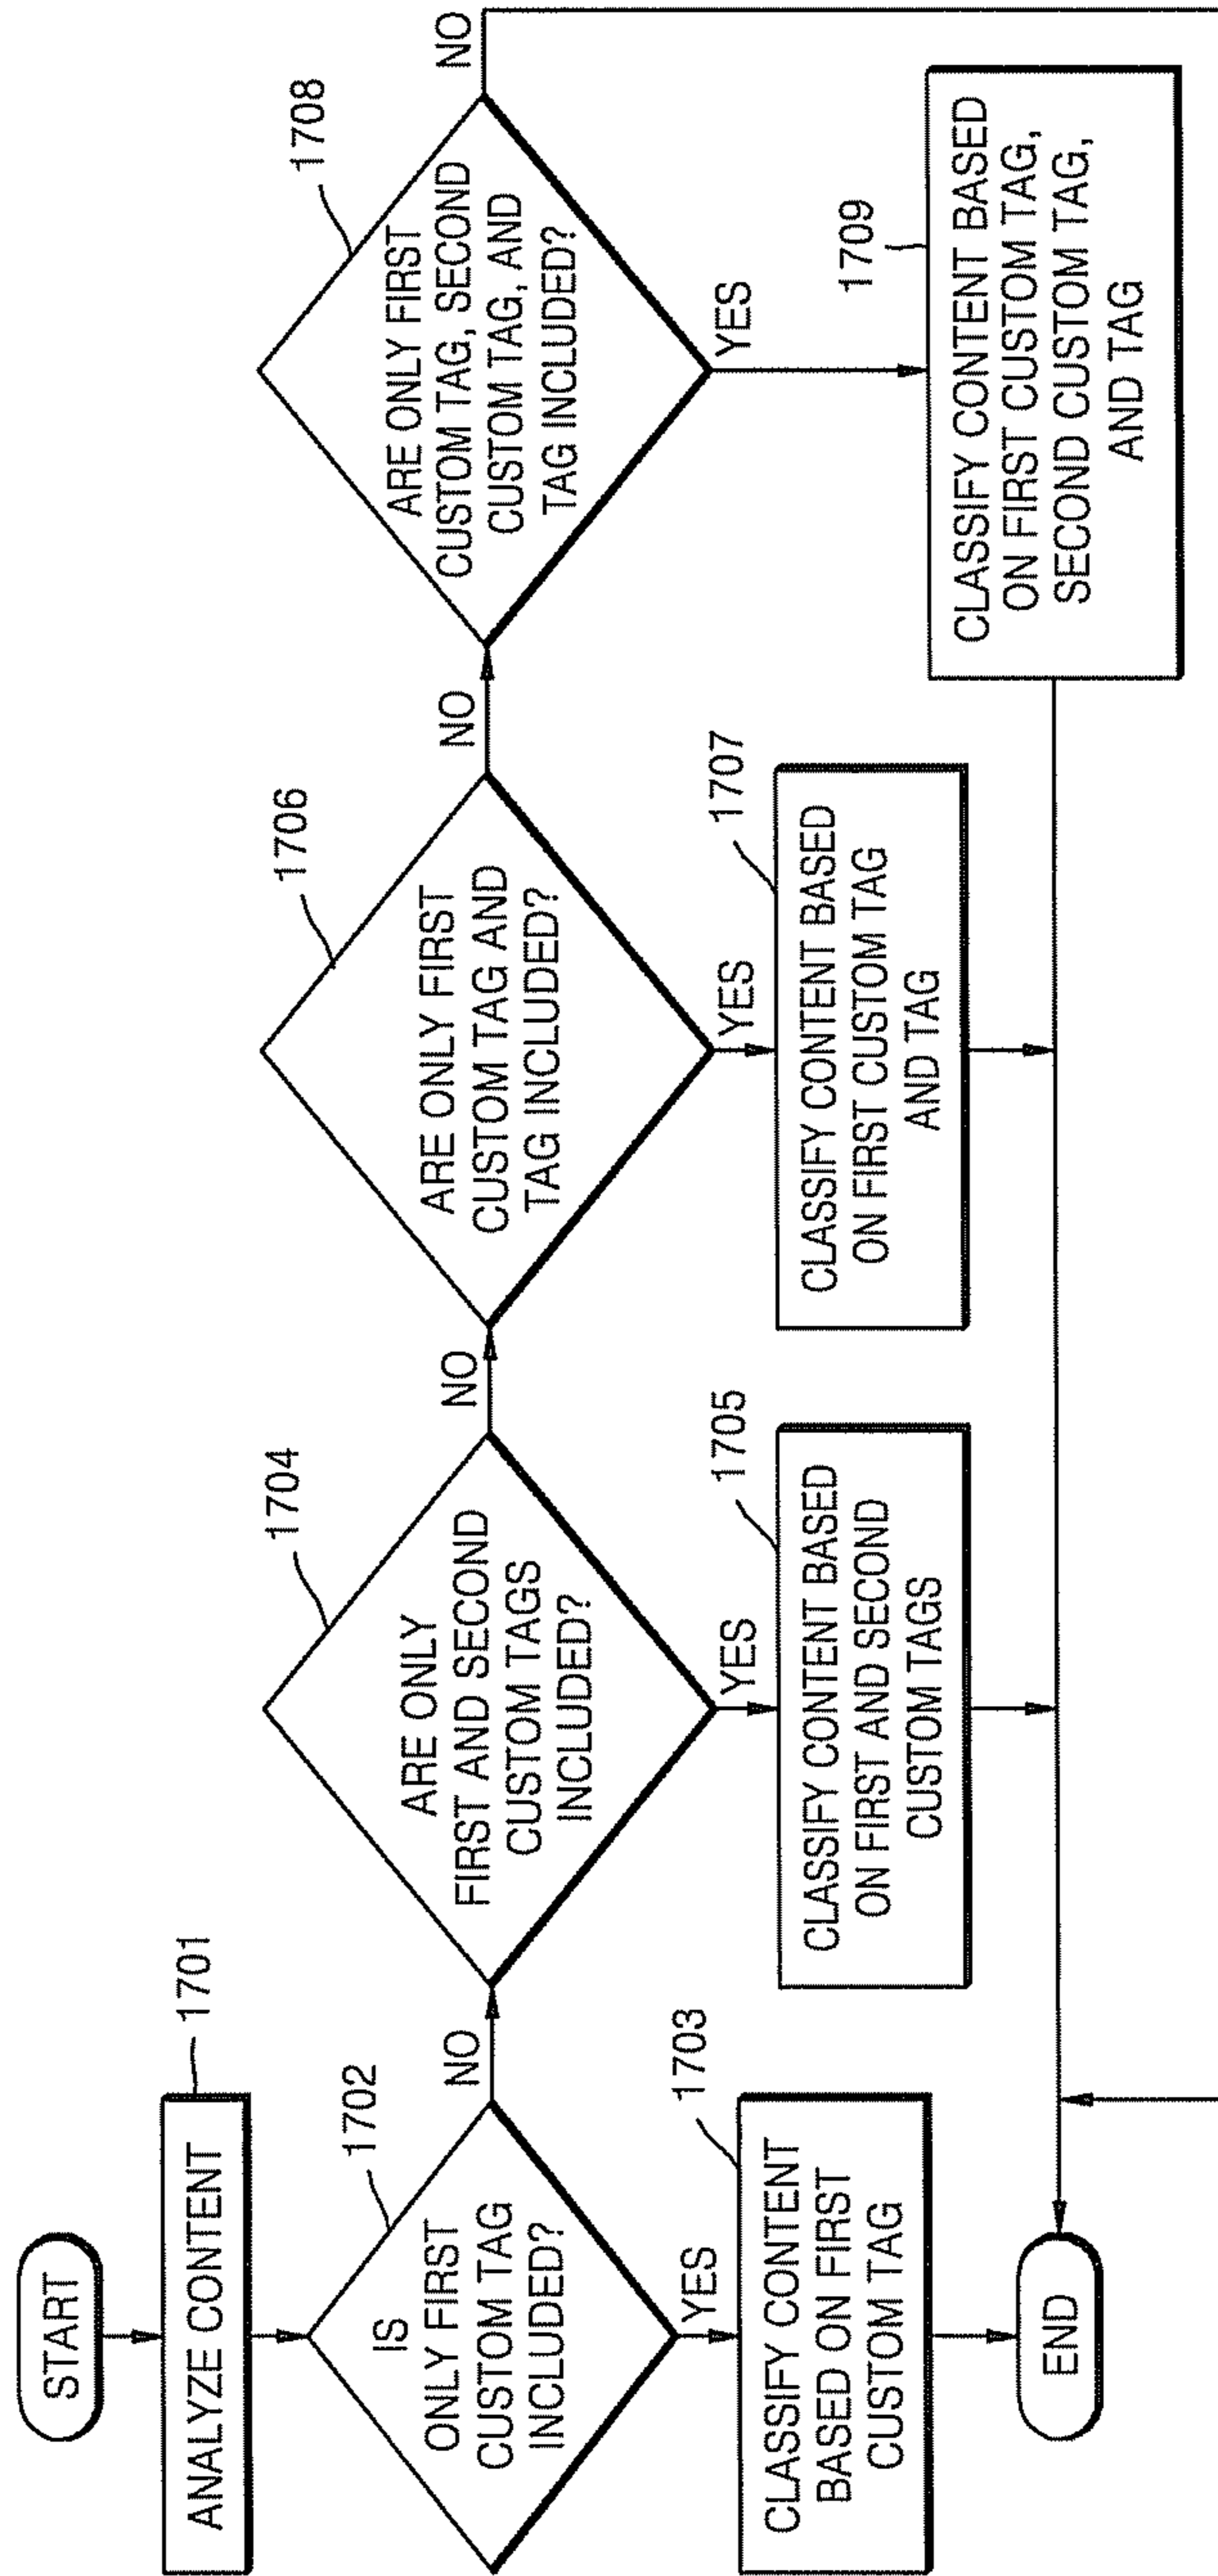 START
ANALYZE CONTENT
1701
IS
ONLY FIRST
CUSTOM TAG
INCLUDED?
1702
NO
YES
CLASSIFY CONTENT
BASED ON FIRST
CUSTOM TAG
1703
END
ARE ONLY
FIRST AND SECOND
CUSTOM TAGS
INCLUDED?
1704
NO
YES
CLASSIFY CONTENT BASED
ON FIRST AND SECOND
CUSTOM TAGS
1705
ARE ONLY FIRST
CUSTOM TAG AND
TAG INCLUDED?
1706
NO
YES
CLASSIFY CONTENT BASED
ON FIRST CUSTOM TAG
AND TAG
1707
ARE ONLY FIRST
CUSTOM TAG, SECOND
CUSTOM TAG, AND
TAG INCLUDED?
1708
NO
YES
CLASSIFY CONTENT BASED
ON FIRST CUSTOM TAG,
SECOND CUSTOM TAG,
AND TAG
1709